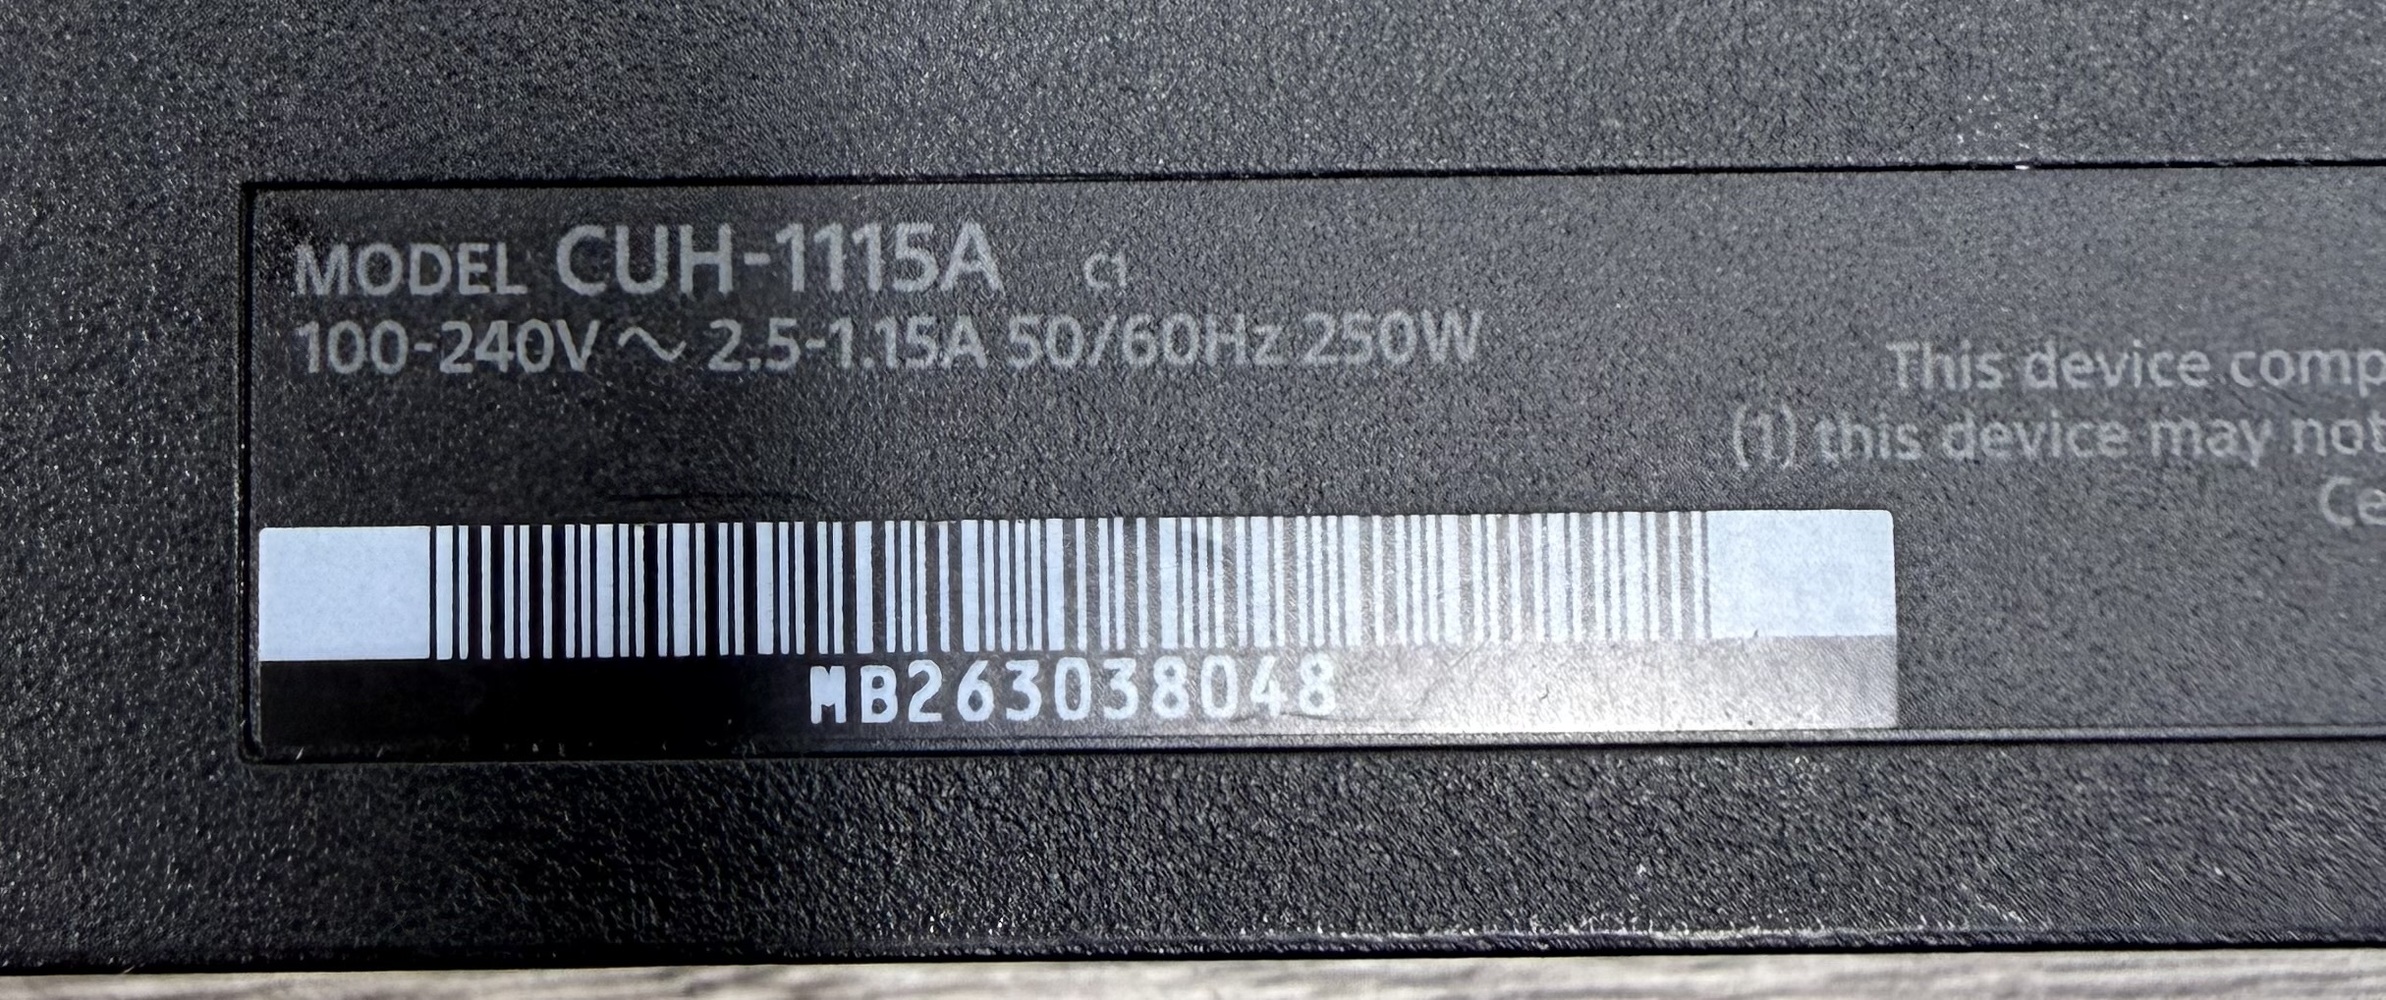 MODEL CUH-1115A C1
100-240V ~ 2.5-1.15A 50/60Hz 250W
This device comp
(1) this device may not
Ce
MB263038048